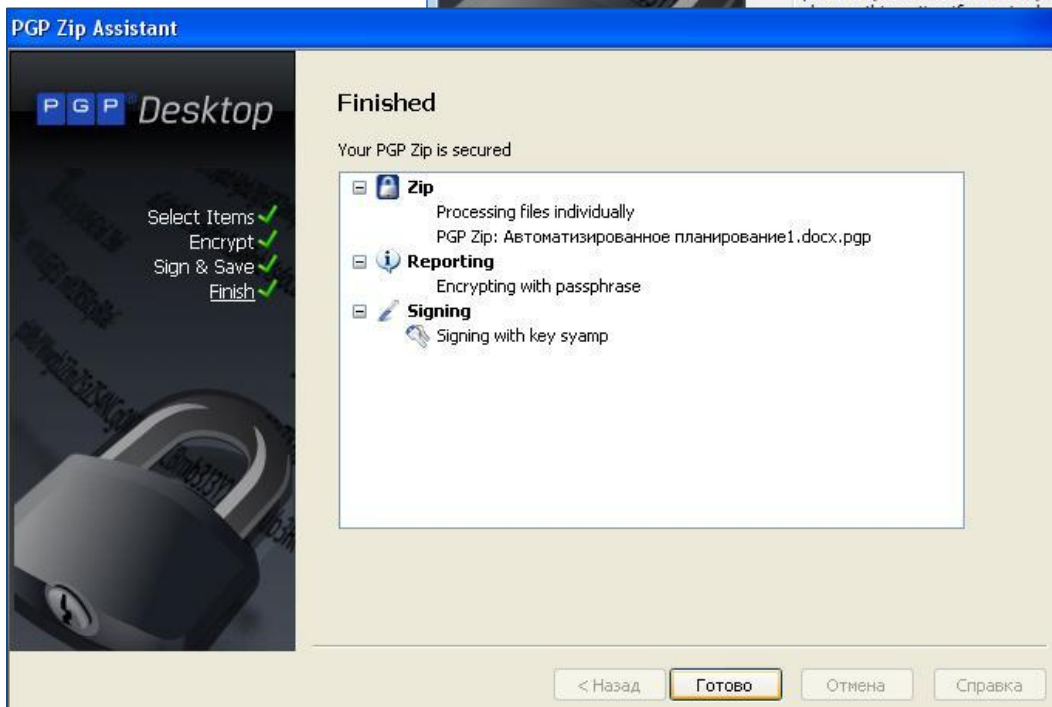 PGP Zip Assistant
PGP® Desktop
Select Items
Encrypt
Sign & Save
Finish
Finished
Your PGP Zip is secured
Zip
Processing files individually
PGP Zip: Автоматизированное планирование1.docx.pgp
Reporting
Encrypting with passphrase
Signing
Signing with key syamp
< Назад
Готово
Отмена
Справка